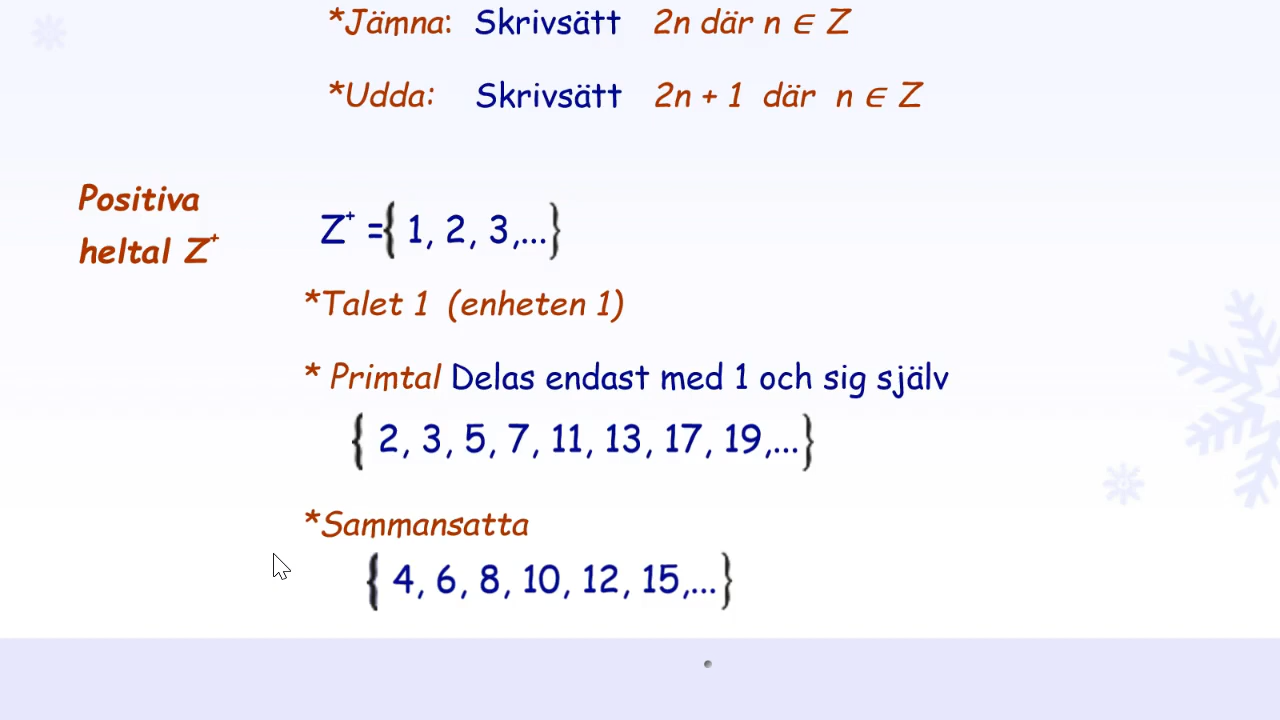 *Jämna: Skrivsätt 2n där n ∈ Z
*Udda: Skrivsätt 2n + 1 där n ∈ Z
Positiva
heltal Z⁺
Z⁺ ={ 1, 2, 3,...}
*Talet 1 (enheten 1)
* Primtal Delas endast med 1 och sig själv
{ 2, 3, 5, 7, 11, 13, 17, 19,...}
*Sammansatta
{ 4, 6, 8, 10, 12, 15,...}